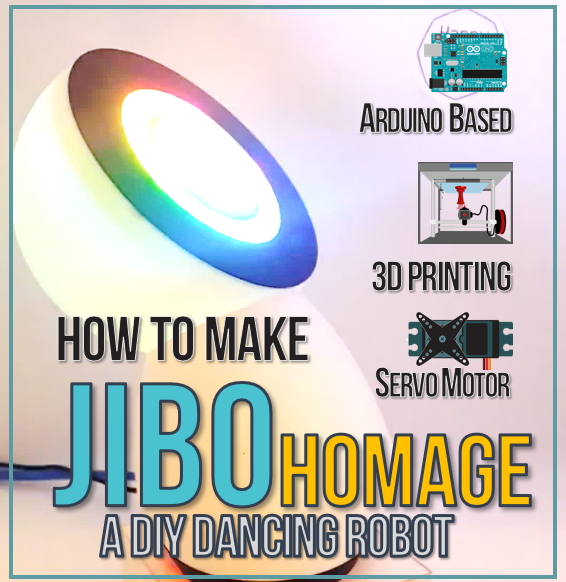 ARDUINO BASED
3D PRINTING
SERVO MOTOR
HOW TO MAKE
JIBO HOMAGE
A DIY DANCING ROBOT